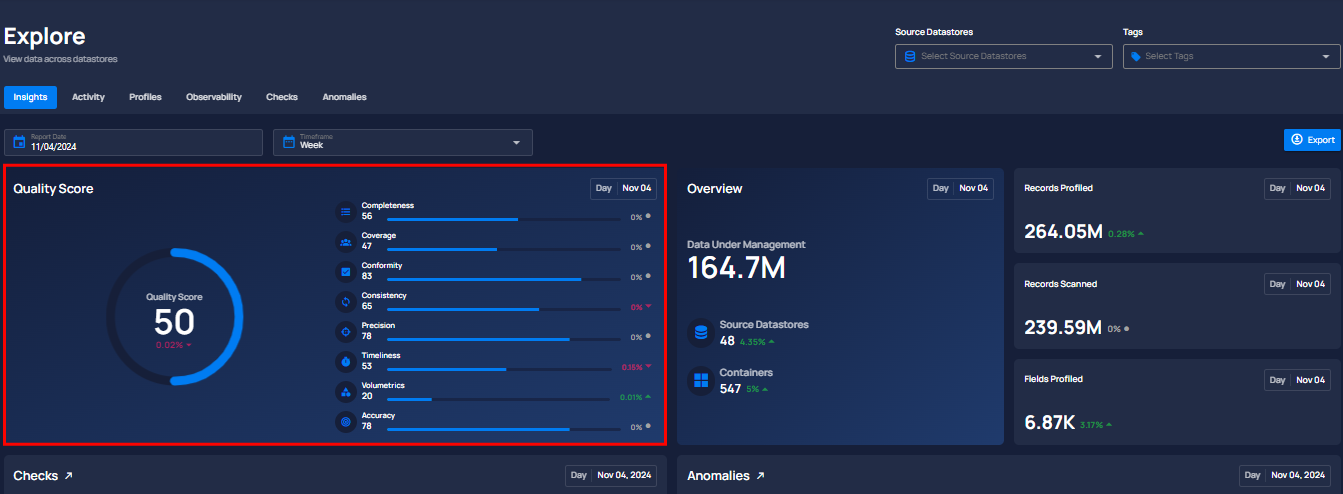 Explore
View data across datastores
Source Datastores
Select Source Datastores
Tags
Select Tags
Insights Activity Profiles Observability Checks Anomalies
Report Date
11/04/2024
Timeframe
Week
Export
Quality Score
Day Nov 04
Quality Score
50
0.02%
Completeness
56 0%
Coverage
47 0%
Conformity
83 0%
Consistency
65 0%
Precision
78 0%
Timeliness
53 0.15%
Volumetrics
20 0.01%
Accuracy
78 0%
Overview
Day Nov 04
Data Under Management
164.7M
Source Datastores
48 4.35%
Containers
547 5%
Records Profiled Day Nov 04
264.05M 0.28%
Records Scanned Day Nov 04
239.59M 0%
Fields Profiled Day Nov 04
6.87K 3.17%
Checks Day Nov 04, 2024
Anomalies Day Nov 04, 2024